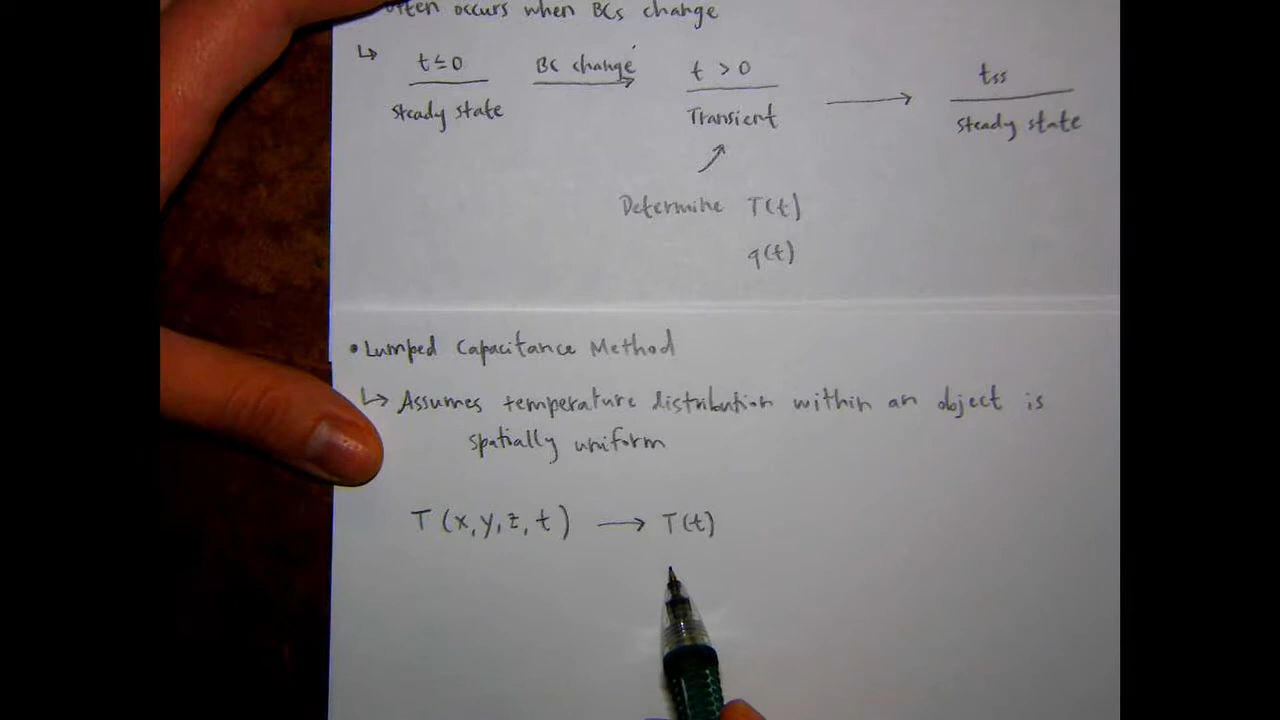 often occurs when BCs change
↳ t ≤ 0 BC change t > 0 tss
steady state Transient steady state
Determine T(t)
q(t)
• Lumped Capacitance Method
↳ Assumes temperature distribution within an object is
spatially uniform
T(x,y,z,t) → T(t)